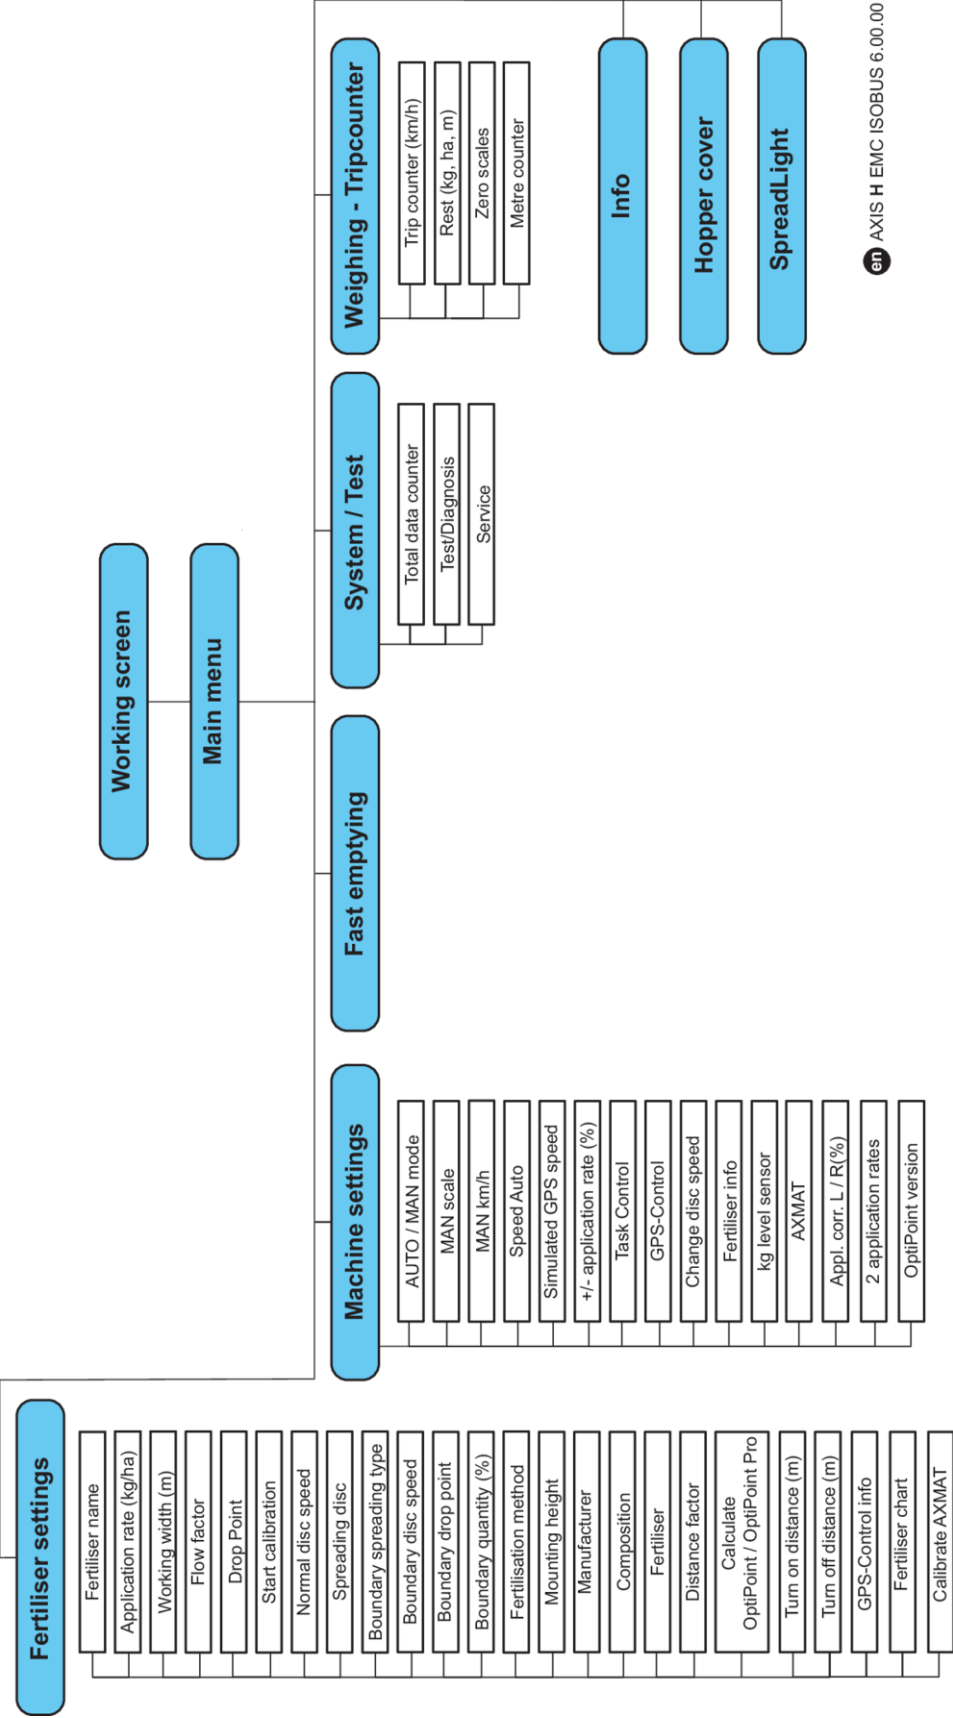 Working screen
Main menu
Fertiliser settings
Fertiliser name
Application rate (kg/ha)
Working width (m)
Flow factor
Drop Point
Start calibration
Normal disc speed
Spreading disc
Boundary spreading type
Boundary disc speed
Boundary drop point
Boundary quantity (%)
Fertilisation method
Mounting height
Manufacturer
Composition
Fertiliser
Distance factor
Calculate
OptiPoint / OptiPoint Pro
Turn on distance (m)
Turn off distance (m)
GPS-Control info
Fertiliser chart
Calibrate AXMAT
Machine settings
AUTO / MAN mode
MAN scale
MAN km/h
Speed Auto
Simulated GPS speed
+/- application rate (%)
Task Control
GPS-Control
Change disc speed
Fertiliser info
kg level sensor
AXMAT
Appl. corr. L / R(%)
2 application rates
OptiPoint version
Fast emptying
System / Test
Total data counter
Test/Diagnosis
Service
Weighing - Tripcounter
Trip counter (km/h)
Rest (kg, ha, m)
Zero scales
Metre counter
Info
Hopper cover
SpreadLight
en AXIS H EMC ISOBUS 6.00.00